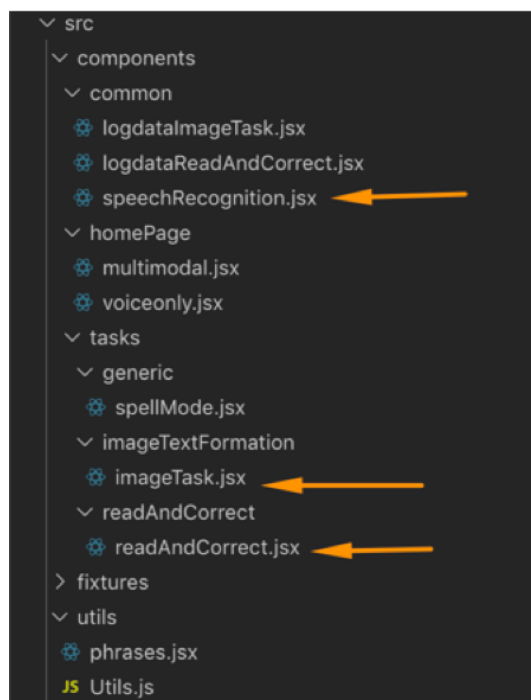 src
components
common
logdataImageTask.jsx
logdataReadAndCorrect.jsx
speechRecognition.jsx
homePage
multimodal.jsx
voiceonly.jsx
tasks
generic
spellMode.jsx
imageTextFormation
imageTask.jsx
readAndCorrect
readAndCorrect.jsx
fixtures
utils
phrases.jsx
JS Utils.js